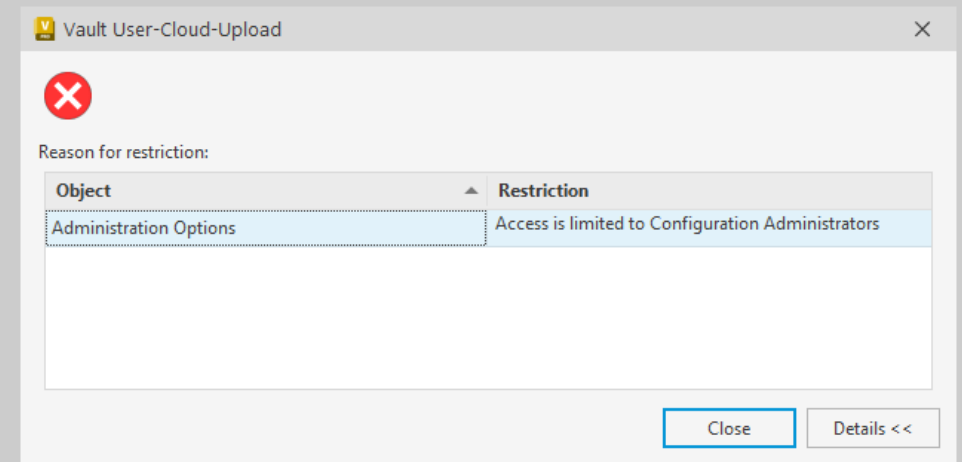 Vault User-Cloud-Upload
Reason for restriction:
Object Restriction
Administration Options Access is limited to Configuration Administrators
Close Details <<